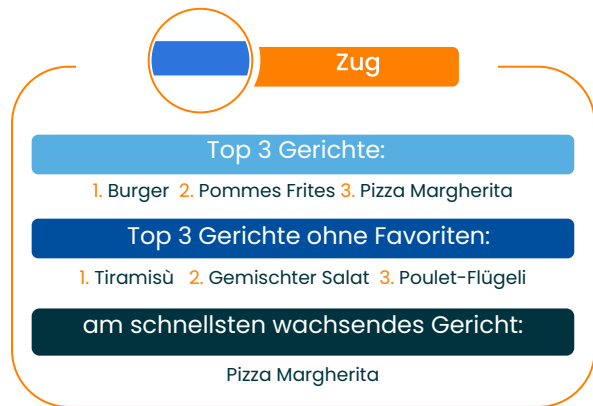 Zug
Top 3 Gerichte:
1. Burger 2. Pommes Frites 3. Pizza Margherita
Top 3 Gerichte ohne Favoriten:
1. Tiramisù 2. Gemischter Salat 3. Poulet-Flügeli
am schnellsten wachsendes Gericht:
Pizza Margherita